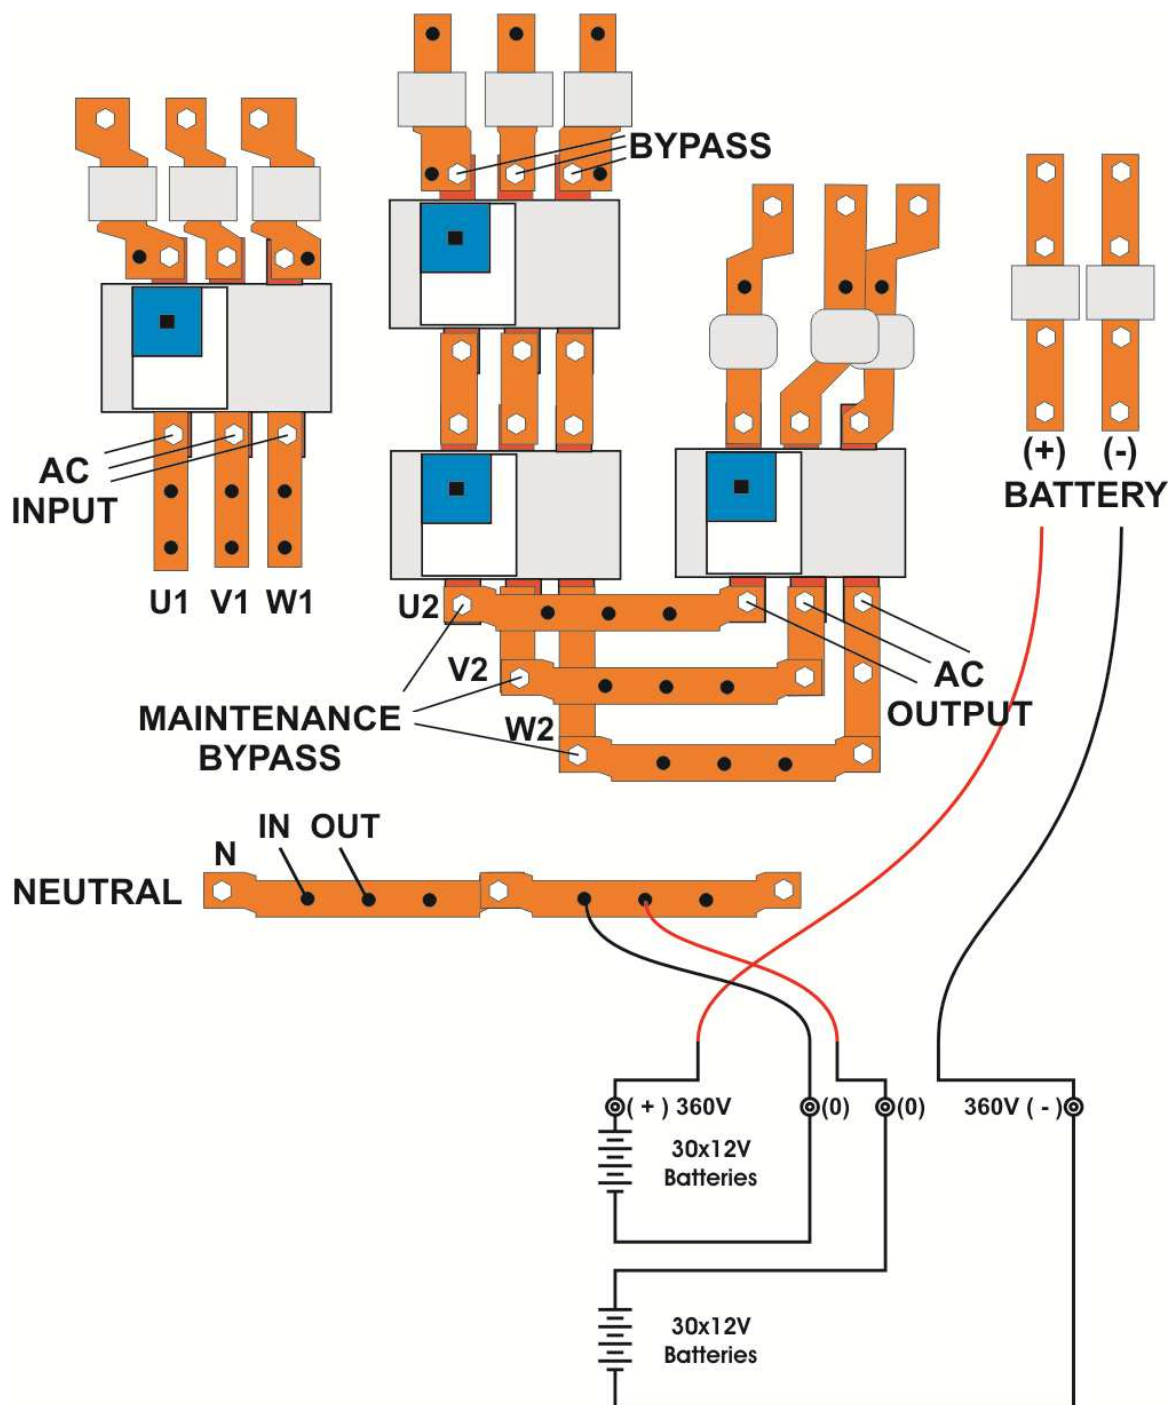 BYPASS
AC
INPUT
U1 V1 W1
(+) (-)
BATTERY
U2
V2
W2
MAINTENANCE
BYPASS
AC
OUTPUT
IN OUT
N
NEUTRAL
( + ) 360V
(0)
(0)
360V ( - )
30x12V
Batteries
30x12V
Batteries